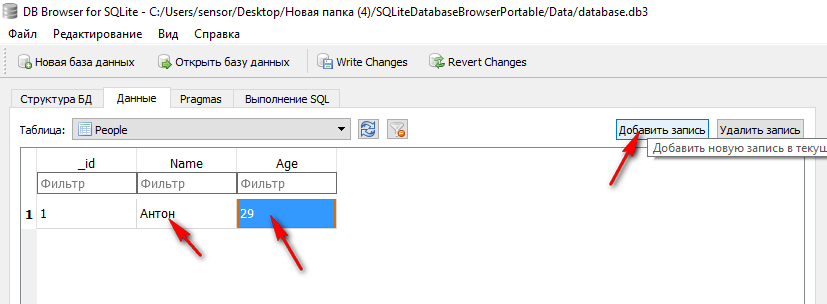 DB Browser for SQLite - C:/Users/sensor/Desktop/Новая папка (4)/SQLiteDatabaseBrowserPortable/Data/database.db3
Файл Редактирование Вид Справка
Новая база данных Открыть базу данных Write Changes Revert Changes
Структура БД Данные Pragmas Выполнение SQL
Таблица: People Добавить запись Удалить запись
Добавить новую запись в текущ
_id Name Age
Фильтр Фильтр Фильтр
1 1 Антон 29